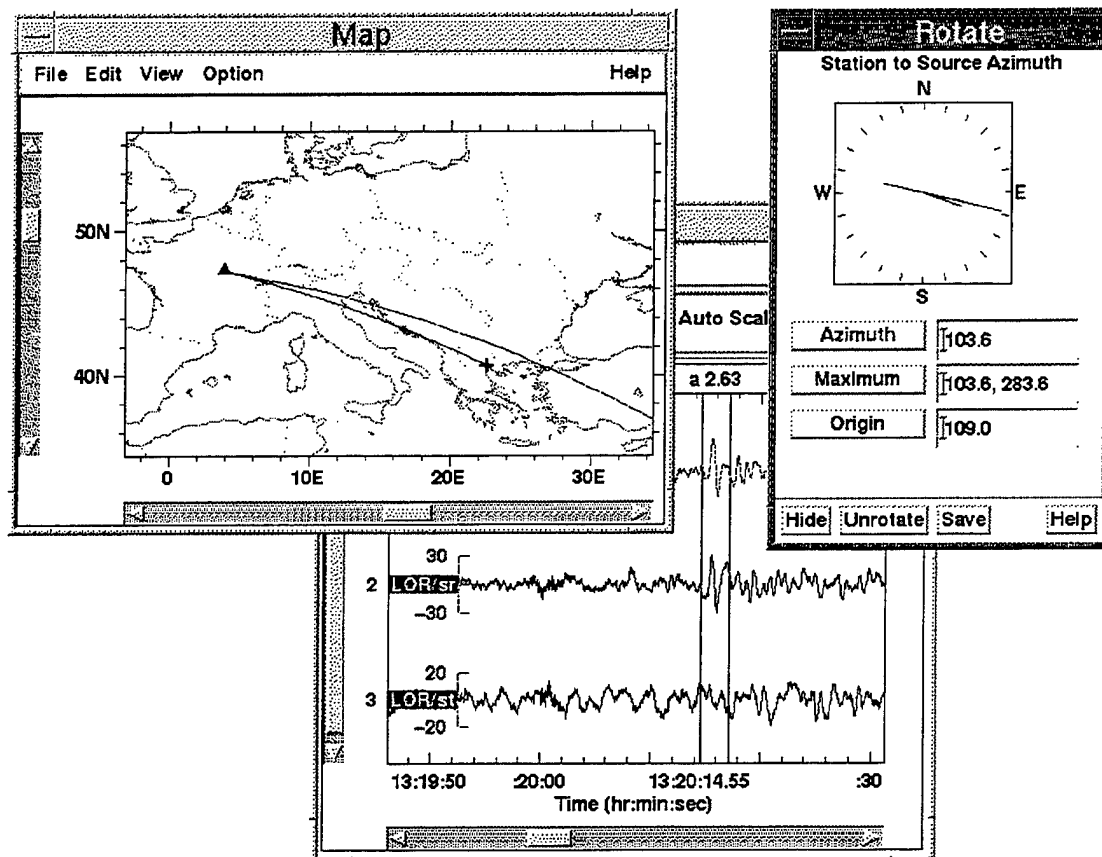 Map
File Edit View Option Help
50N
40N
0 10E 20E 30E
Rotate
Station to Source Azimuth
N
W E
S
Azimuth 103.6
Maximum 103.6, 283.6
Origin 109.0
Hide Unrotate Save Help
Auto Scal
a 2.63
30
2 LOR/sr
-30
20
3 LOR/st
-20
13:19:50 :20:00 13:20:14.55 :30
Time (hr:min:sec)